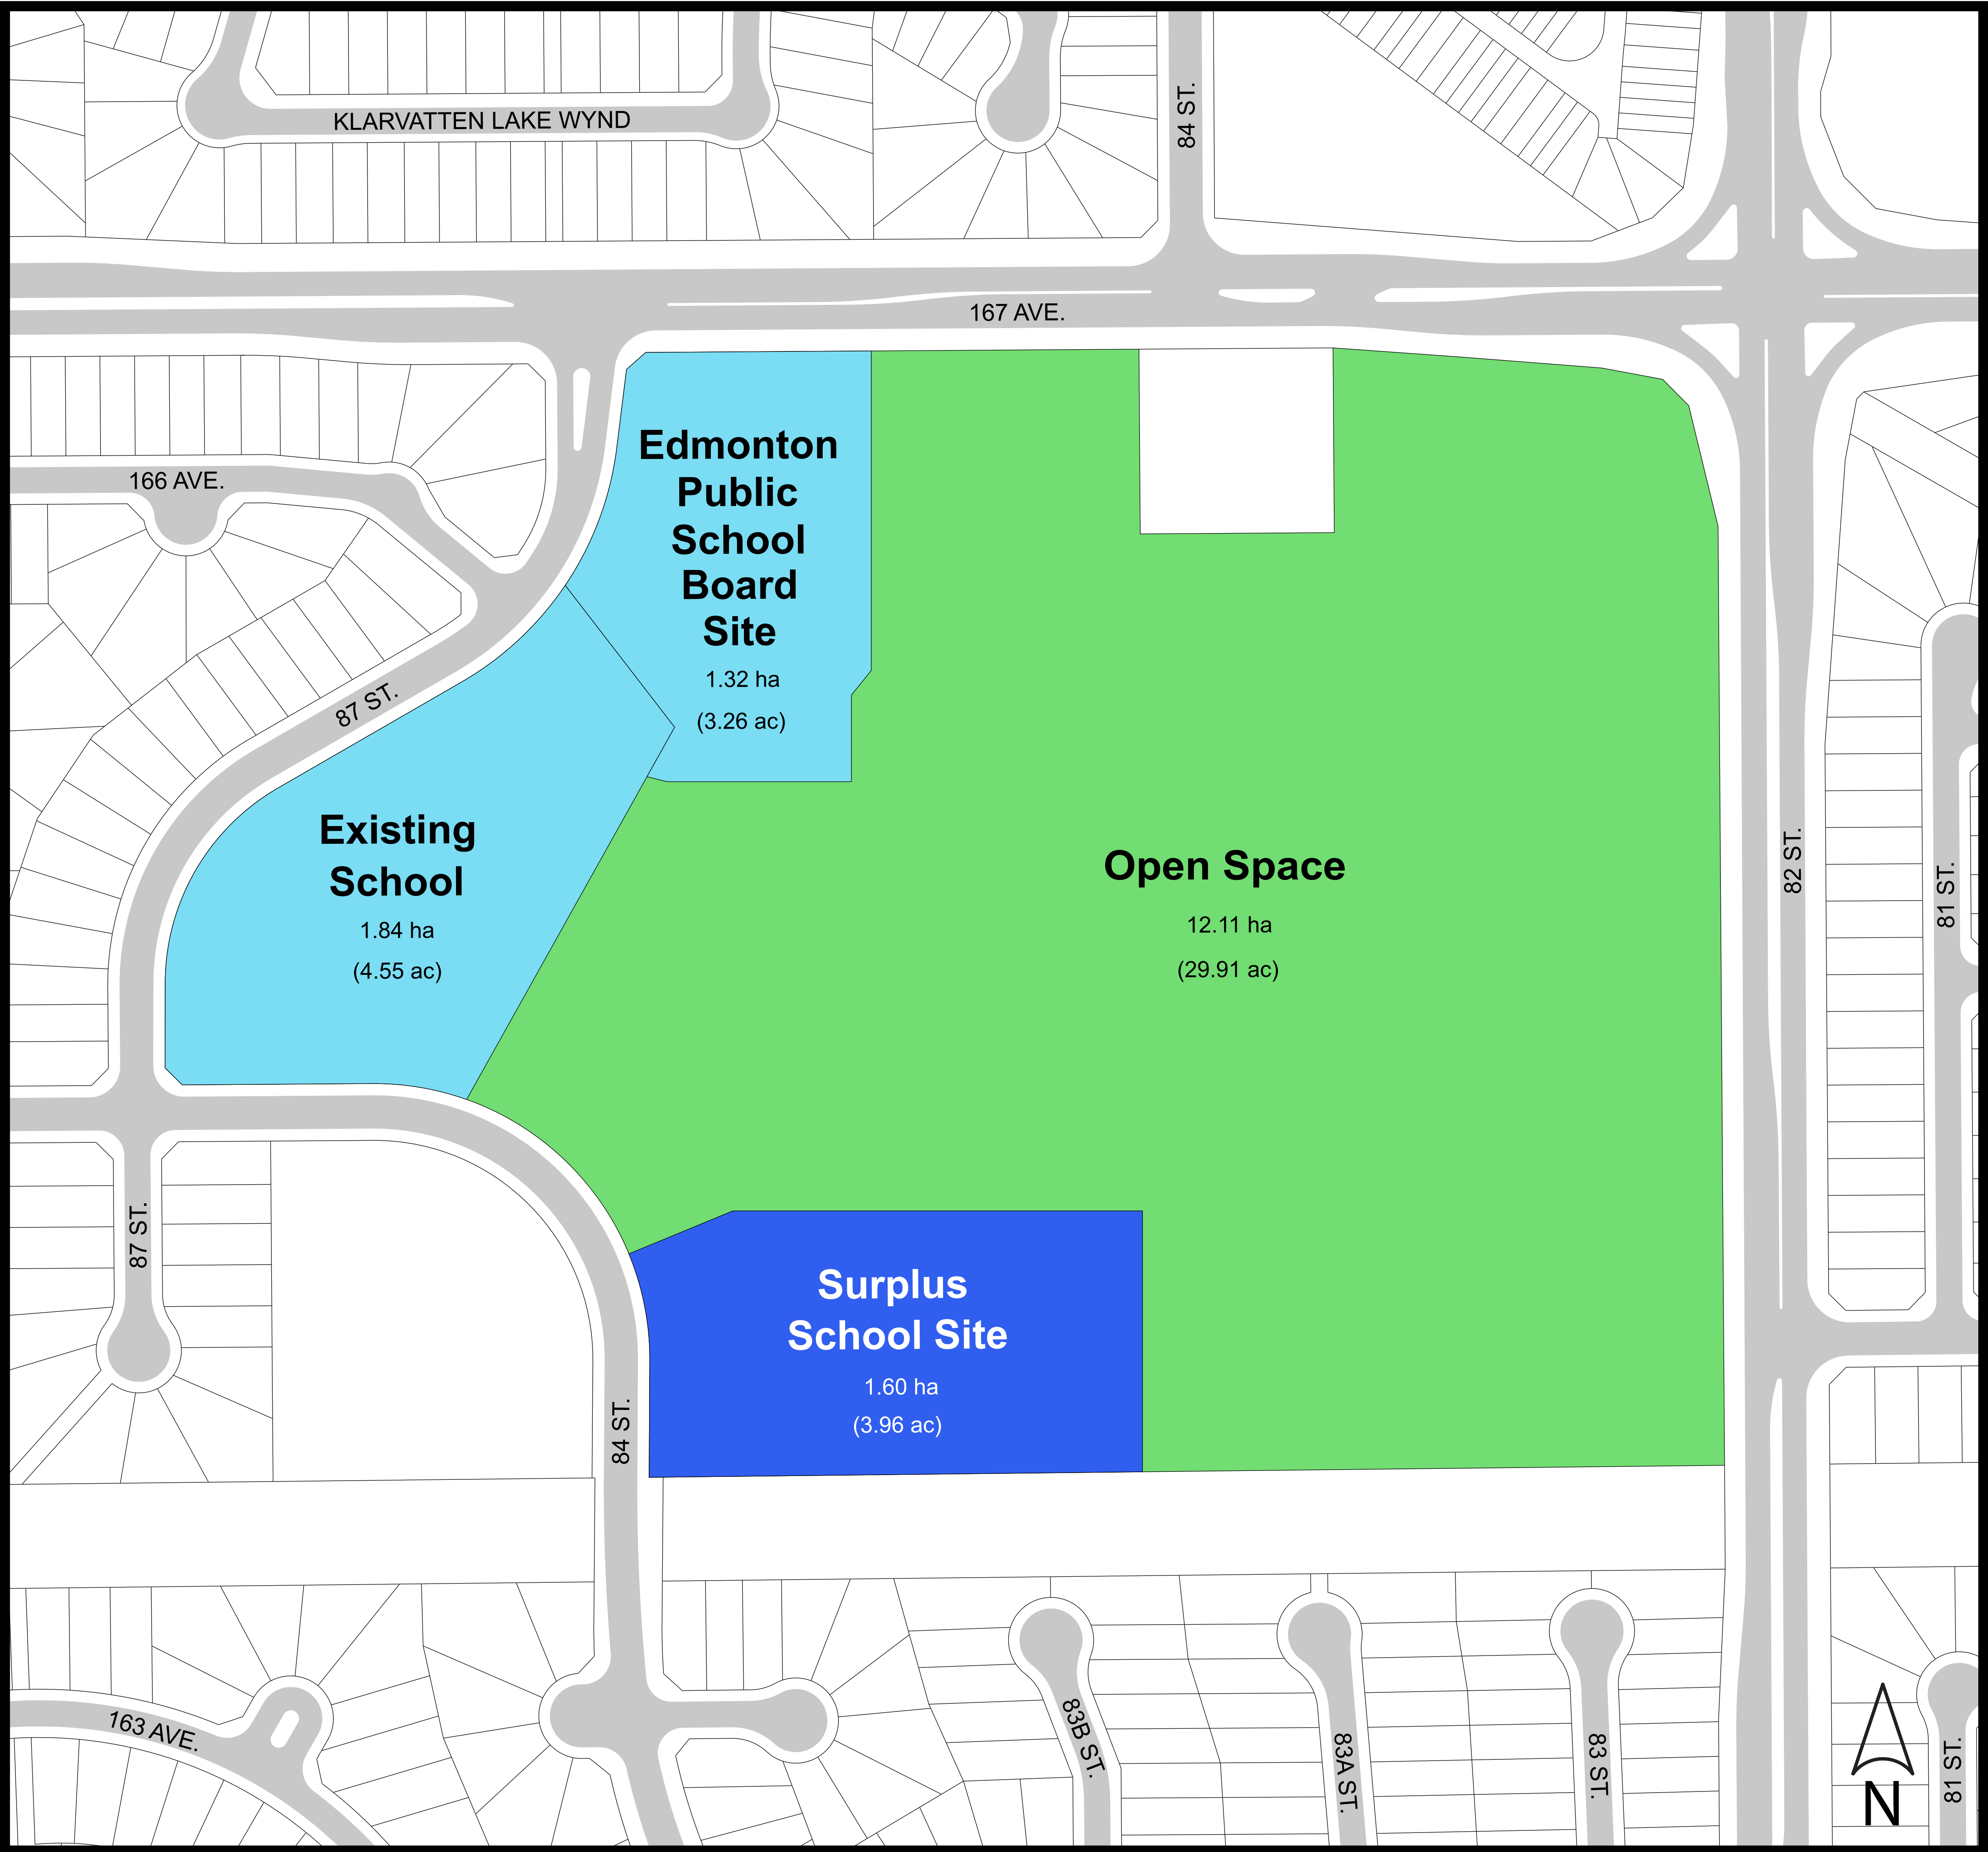 KLARVATTEN LAKE WYND
84 ST.
167 AVE.
166 AVE.
87 ST.
Edmonton
Public
School
Board
Site
1.32 ha
(3.26 ac)
Existing
School
1.84 ha
(4.55 ac)
Open Space
12.11 ha
(29.91 ac)
82 ST.
81 ST.
87 ST.
Surplus
School Site
1.60 ha
(3.96 ac)
84 ST.
163 AVE.
83B ST.
83A ST.
83 ST.
81 ST.
N